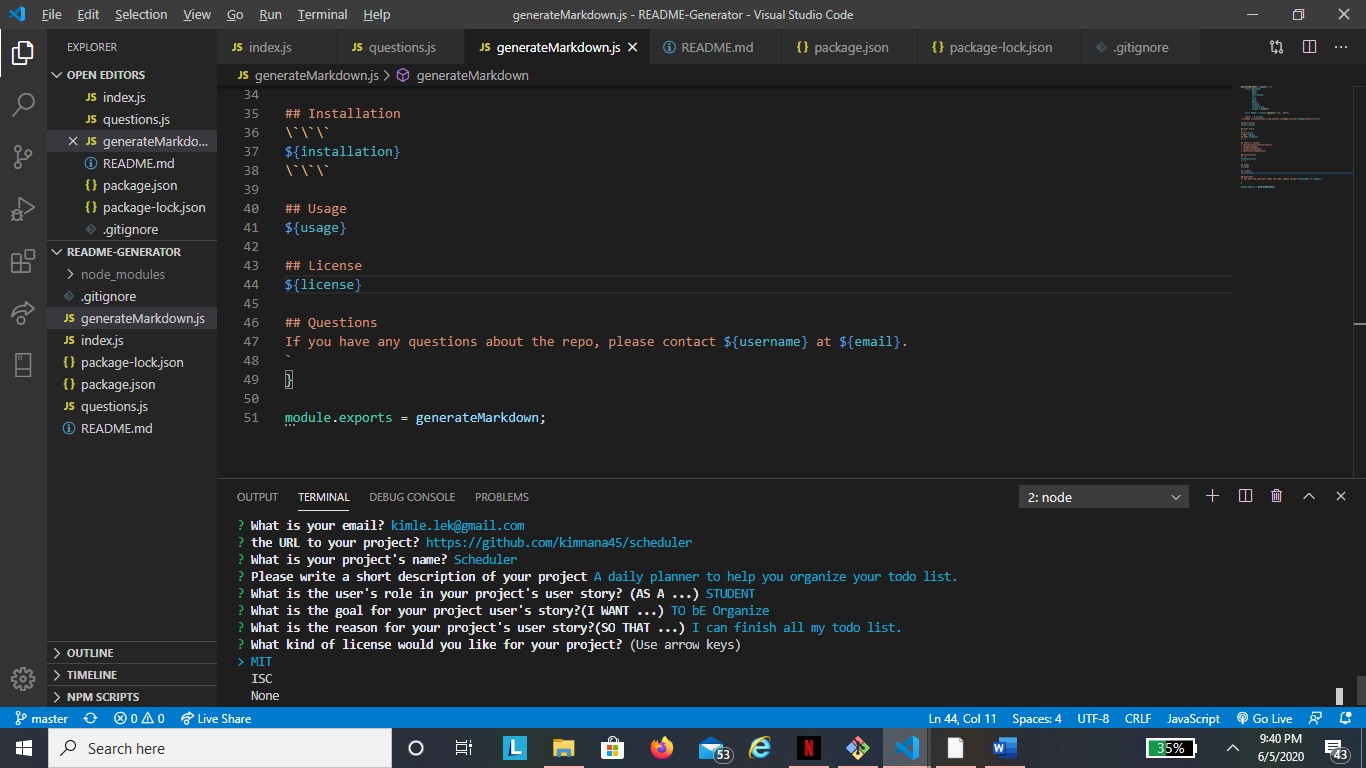 File Edit Selection View Go Run Terminal Help generateMarkdown.js - README-Generator - Visual Studio Code
EXPLORER
OPEN EDITORS
JS index.js
JS questions.js
JS generateMarkdo...
README.md
{} package.json
{} package-lock.json
.gitignore
README-GENERATOR
node_modules
.gitignore
JS generateMarkdown.js
JS index.js
{} package-lock.json
{} package.json
JS questions.js
README.md
OUTLINE
TIMELINE
NPM SCRIPTS
JS index.js JS questions.js JS generateMarkdown.js README.md {} package.json {} package-lock.json .gitignore
JS generateMarkdown.js > generateMarkdown
34
35 ## Installation
36 \`\`\`
37 ${installation}
38 \`\`\`
39
40 ## Usage
41 ${usage}
42
43 ## License
44 ${license}
45
46 ## Questions
47 If you have any questions about the repo, please contact ${username} at ${email}.
48 `
49 }
50
51 module.exports = generateMarkdown;
OUTPUT TERMINAL DEBUG CONSOLE PROBLEMS 2: node
? What is your email? kimle.lek@gmail.com
? the URL to your project? https://github.com/kimnana45/scheduler
? What is your project's name? Scheduler
? Please write a short description of your project A daily planner to help you organize your todo list.
? What is the user's role in your project's user story? (AS A ...) STUDENT
? What is the goal for your project user's story?(I WANT ...) TO bE Organize
? What is the reason for your project's user story?(SO THAT ...) I can finish all my todo list.
? What kind of license would you like for your project? (Use arrow keys)
> MIT
ISC
None
master 0 0 Live Share Ln 44, Col 11 Spaces: 4 UTF-8 CRLF JavaScript Go Live
Search here L 53 N W 35% 9:40 PM
6/5/2020 43